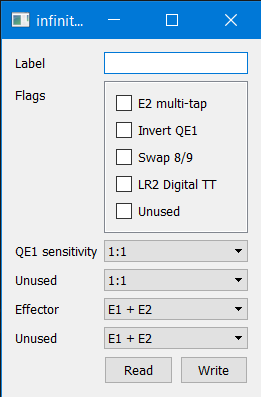 infinit...
Label
Flags
E2 multi-tap
Invert QE1
Swap 8/9
LR2 Digital TT
Unused
QE1 sensitivity 1:1
Unused 1:1
Effector E1 + E2
Unused E1 + E2
Read Write